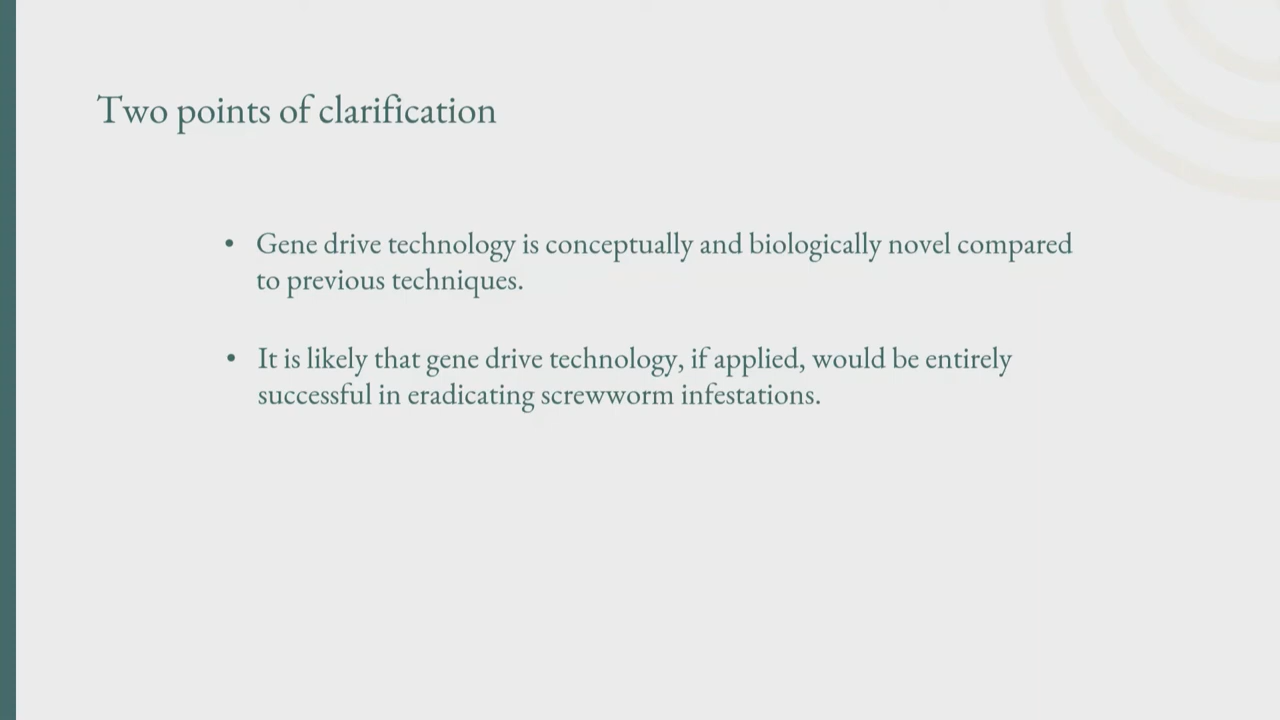 Two points of clarification
• Gene drive technology is conceptually and biologically novel compared
to previous techniques.
• It is likely that gene drive technology, if applied, would be entirely
successful in eradicating screwworm infestations.